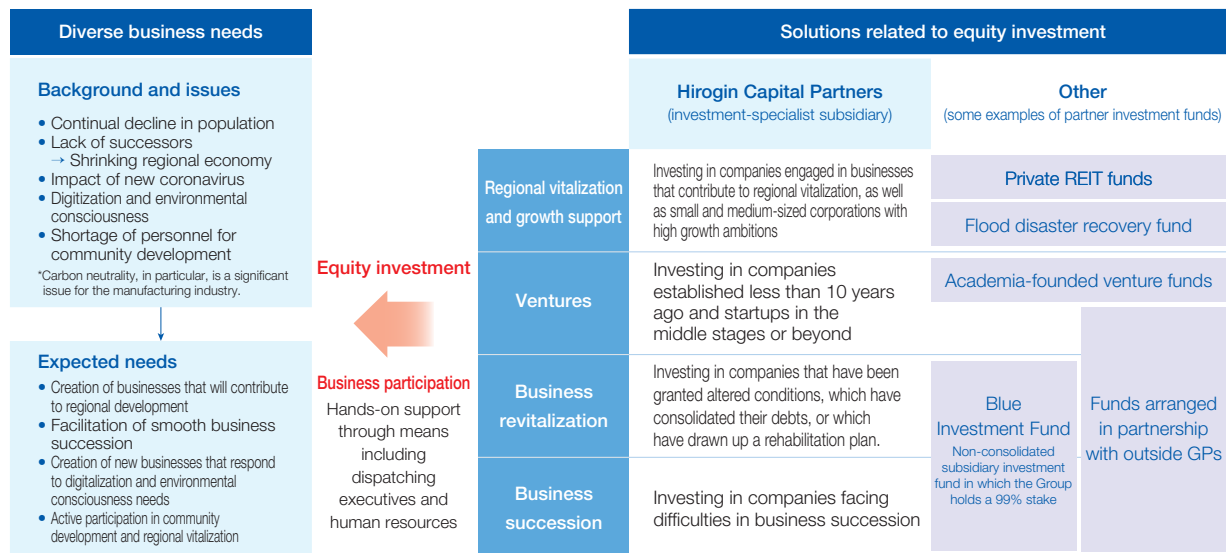 Diverse business needs
Background and issues
• Continual decline in population
• Lack of successors
→ Shrinking regional economy
• Impact of new coronavirus
• Digitization and environmental
consciousness
• Shortage of personnel for
community development
*Carbon neutrality, in particular, is a significant
issue for the manufacturing industry.
Expected needs
• Creation of businesses that will contribute
to regional development
• Facilitation of smooth business
succession
• Creation of new businesses that respond
to digitalization and environmental
consciousness needs
• Active participation in community
development and regional vitalization
Equity investment
Business participation
Hands-on support
through means
including
dispatching
executives and
human resources
Solutions related to equity investment
Hirogin Capital Partners
(investment-specialist subsidiary)
Other
(some examples of partner investment funds)
Regional vitalization
and growth support
Investing in companies engaged in businesses
that contribute to regional vitalization, as well
as small and medium-sized corporations with
high growth ambitions
Private REIT funds
Flood disaster recovery fund
Ventures
Investing in companies
established less than 10 years
ago and startups in the
middle stages or beyond
Academia-founded venture funds
Business
revitalization
Investing in companies that have been
granted altered conditions, which have
consolidated their debts, or which
have drawn up a rehabilitation plan.
Business
succession
Investing in companies facing
difficulties in business succession
Blue
Investment Fund
Non-consolidated
subsidiary investment
fund in which the Group
holds a 99% stake
Funds arranged
in partnership
with outside GPs